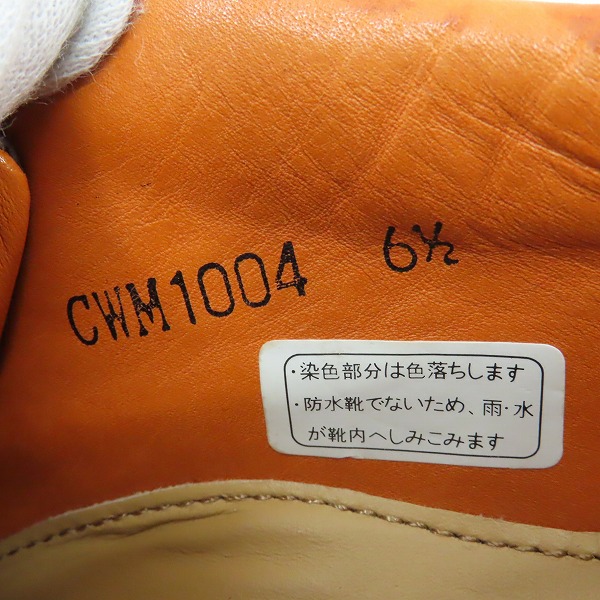 CWM1004 6½
・染色部分は色落ちします
・防水靴でないため、雨・水
が靴内へしみこみます